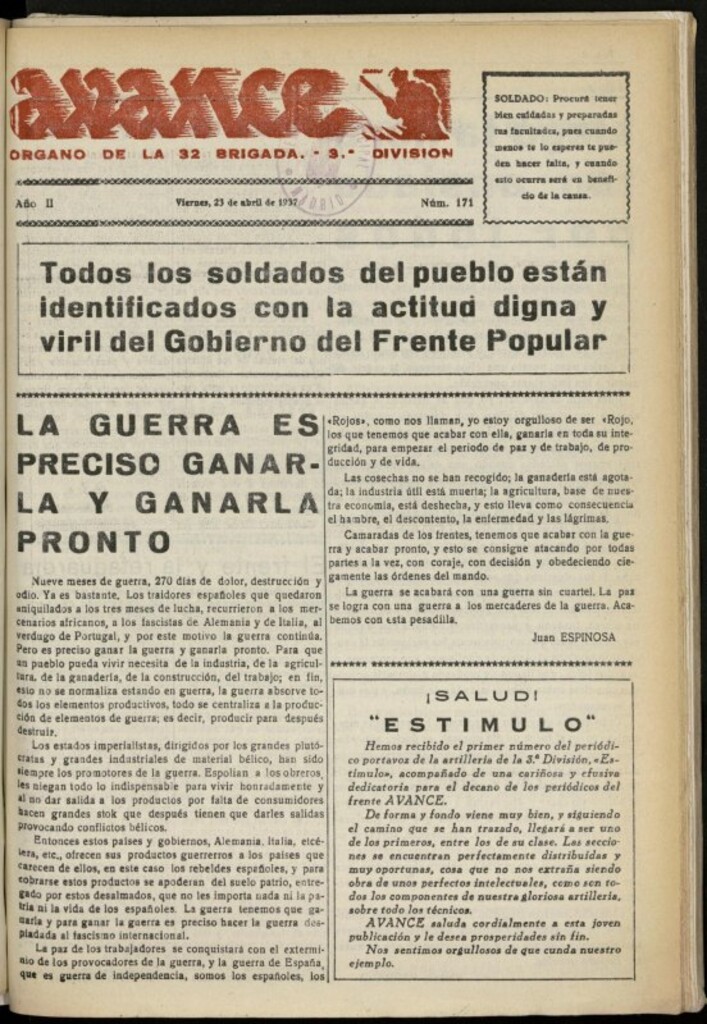 avance
ORGANO DE LA 32 BRIGADA. - 3.ª DIVISION
Año II
Viernes, 23 de abril de 1937
Núm. 171
SOLDADO: Procura tener
bien cuidadas y preparadas
tus facultades, pues cuando
menos te lo esperes te pue-
den hacer falta, y cuando
esto ocurra será en benefi-
cio de la causa.
Todos los soldados del pueblo están
identificados con la actitud digna y
viril del Gobierno del Frente Popular
LA GUERRA ES
PRECISO GANAR-
LA Y GANARLA
PRONTO
Nueve meses de guerra, 270 días de dolor, destrucción y
odio. Ya es bastante. Los traidores españoles que quedaron
aniquilados a los tres meses de lucha, recurrieron a los mer-
cenarios africanos, a los fascistas de Alemania y de Italia, al
verdugo de Portugal, y por este motivo la guerra continúa.
Pero es preciso ganar la guerra y ganarla pronto. Para que
un pueblo pueda vivir necesita de la industria, de la agricul-
tura, de la ganadería, de la construcción, del trabajo; en fin,
esto no se normaliza estando en guerra, la guerra absorve to-
dos los elementos productivos, todo se centraliza a la produc-
ción de elementos de guerra; es decir, producir para después
destruir.
Los estados imperialistas, dirigidos por los grandes plutó-
cratas y grandes industriales de material bélico, han sido
siempre los promotores de la guerra. Espolian a los obreros,
les niegan todo lo indispensable para vivir honradamente y
al no dar salida a los productos por falta de consumidores
hacen grandes stok que después tienen que darles salidas
provocando conflictos bélicos.
Entonces estos países y gobiernos, Alemania, Italia, etcé-
tera, etc., ofrecen sus productos guerreros a los países que
carecen de ellos, en este caso los rebeldes españoles, y para
cobrarse estos productos se apoderan del suelo patrio, entre-
gado por estos desalmados, que no les importa nada ni la pa-
tria ni la vida de los españoles. La guerra tenemos que ga-
narla y para ganar la guerra es preciso hacer la guerra des-
piadada al fascismo internacional.
La paz de los trabajadores se conquistará con el extermi-
nio de los provocadores de la guerra, y la guerra de España,
que es guerra de independencia, somos los españoles, los
«Rojos», como nos llaman, yo estoy orgulloso de ser «Rojo,
los que tenemos que acabar con ella, ganarla en toda su inte-
gridad, para empezar el periodo de paz y de trabajo, de pro-
ducción y de vida.
Las cosechas no se han recogido; la ganadería está agota-
da; la industria útil está muerta; la agricultura, base de nues-
tra economía, está deshecha, y esto lleva como consecuencia
el hambre, el descontento, la enfermedad y las lágrimas.
Camaradas de los frentes, tenemos que acabar con la gue-
rra y acabar pronto, y esto se consigue atacando por todas
partes a la vez, con coraje, con decisión y obedeciendo cie-
gamente las órdenes del mando.
La guerra se acabará con una guerra sin cuartel. La paz
se logra con una guerra a los mercaderes de la guerra. Aca-
bemos con esta pesadilla.
Juan ESPINOSA
¡SALUD!
"ESTIMULO"
Hemos recibido el primer número del periódi-
co portavoz de la artillería de la 3.ª División, «Es-
timulo», acompañado de una cariñosa y efusiva
dedicatoria para el decano de los periódicos del
frente AVANCE.
De forma y fondo viene muy bien, y siguiendo
el camino que se han trazado, llegará a ser uno
de los primeros, entre los de su clase. Las seccio-
nes se encuentran perfectamente distribuídas y
muy oportunas, cosa que no nos extraña siendo
obra de unos perfectos intelectuales, como son to-
dos los componentes de nuestra gloriosa artillería,
sobre todo los técnicos.
AVANCE saluda cordialmente a esta joven
publicación y le desea prosperidades sin fin.
Nos sentimos orgullosos de que cunda nuestro
ejemplo.